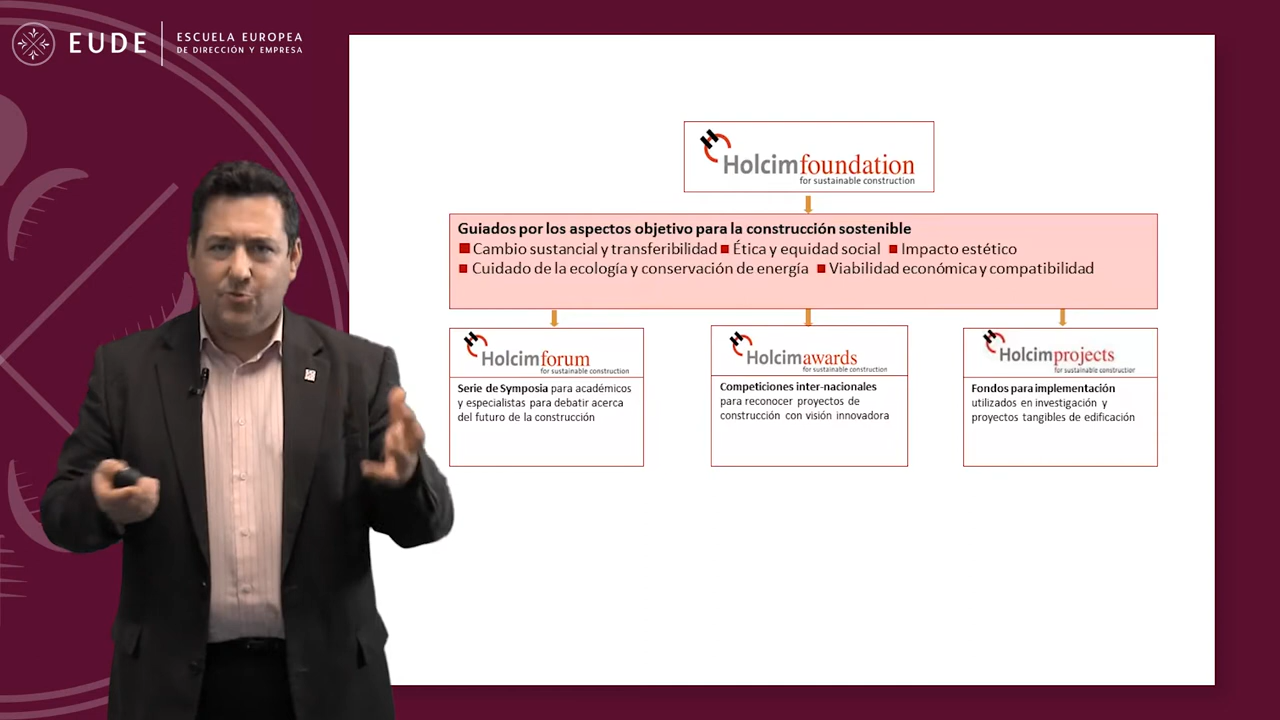 EUDE
ESCUELA EUROPEA
DE DIRECCIÓN Y EMPRESA
Holcimfoundation
for sustainable construction
Guiados por los aspectos objetivo para la construcción sostenible
Cambio sustancial y transferibilidad Ética y equidad social Impacto estético
Cuidado de la ecología y conservación de energía Viabilidad económica y compatibilidad
Holcimforum
for sustainable construction
Serie de Symposia para académicos
y especialistas para debatir acerca
del futuro de la construcción
Holcimawards
for sustainable construction
Competiciones inter-nacionales
para reconocer proyectos de
construcción con visión innovadora
Holcimprojects
for sustainable construction
Fondos para implementación
utilizados en investigación y
proyectos tangibles de edificación